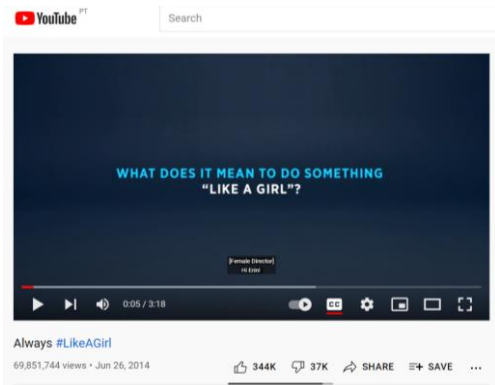 YouTube PT
Search
WHAT DOES IT MEAN TO DO SOMETHING
“LIKE A GIRL”?
[Female Director]
Hi Erin!
0:05 / 3:18
CC
Always #LikeAGirl
69,851,744 views • Jun 26, 2014
344K 37K SHARE SAVE ...